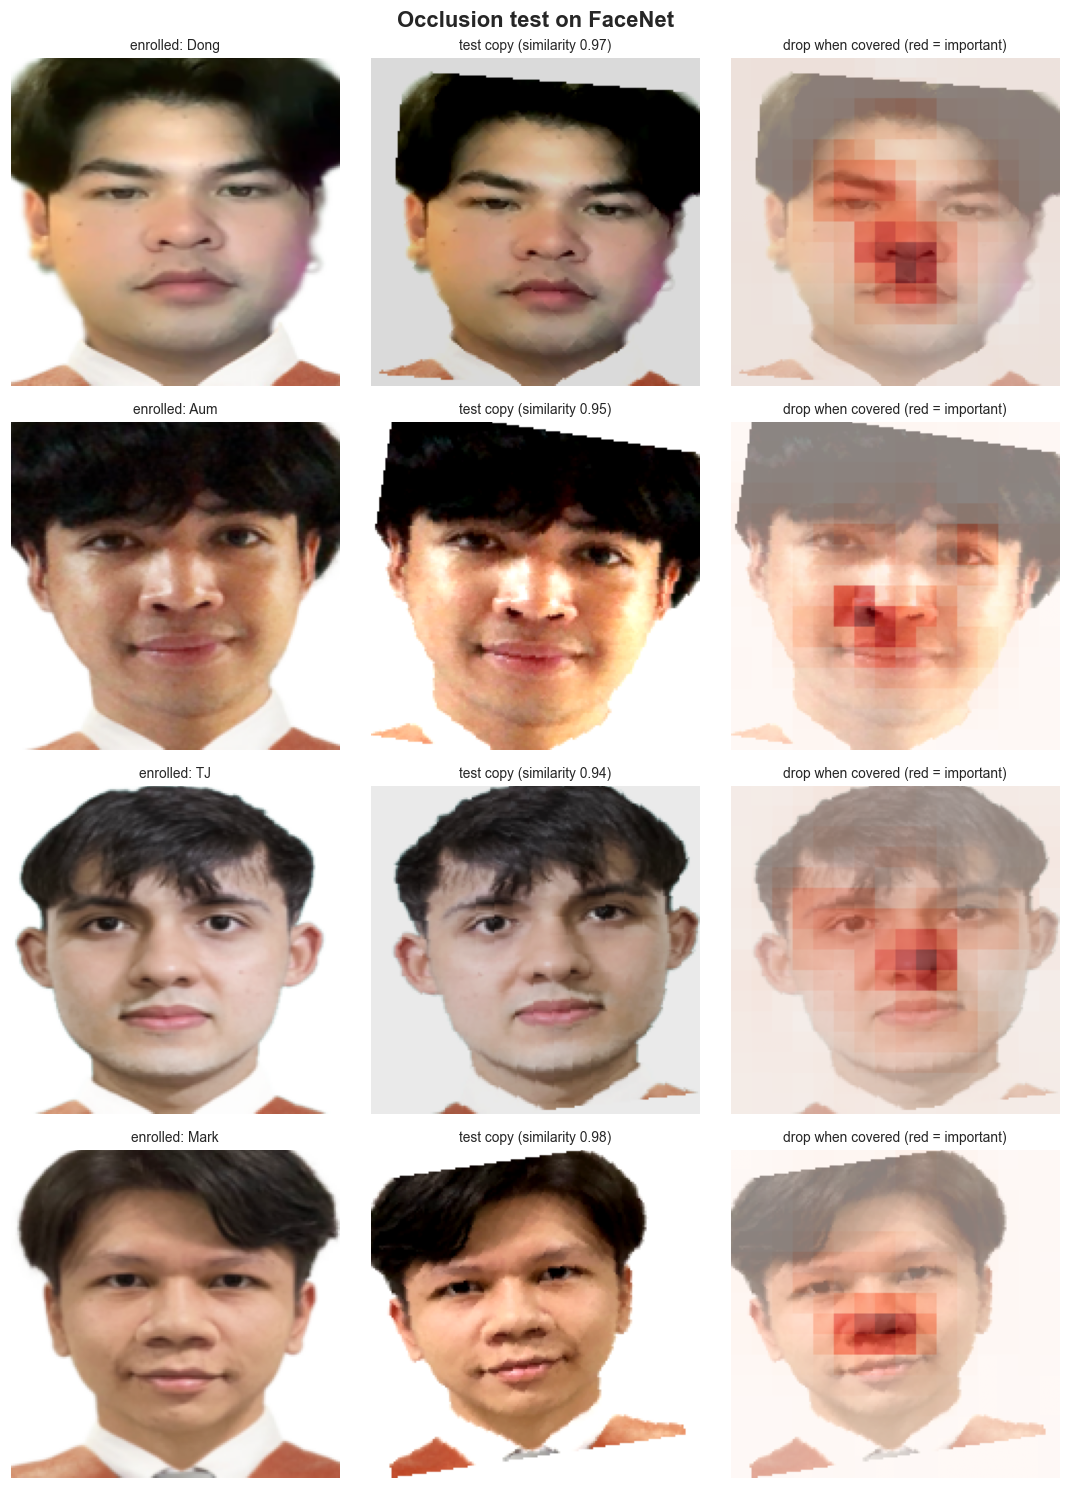 Occlusion test on FaceNet
enrolled: Dong
test copy (similarity 0.97)
drop when covered (red = important)
enrolled: Aum
test copy (similarity 0.95)
drop when covered (red = important)
enrolled: TJ
test copy (similarity 0.94)
drop when covered (red = important)
enrolled: Mark
test copy (similarity 0.98)
drop when covered (red = important)